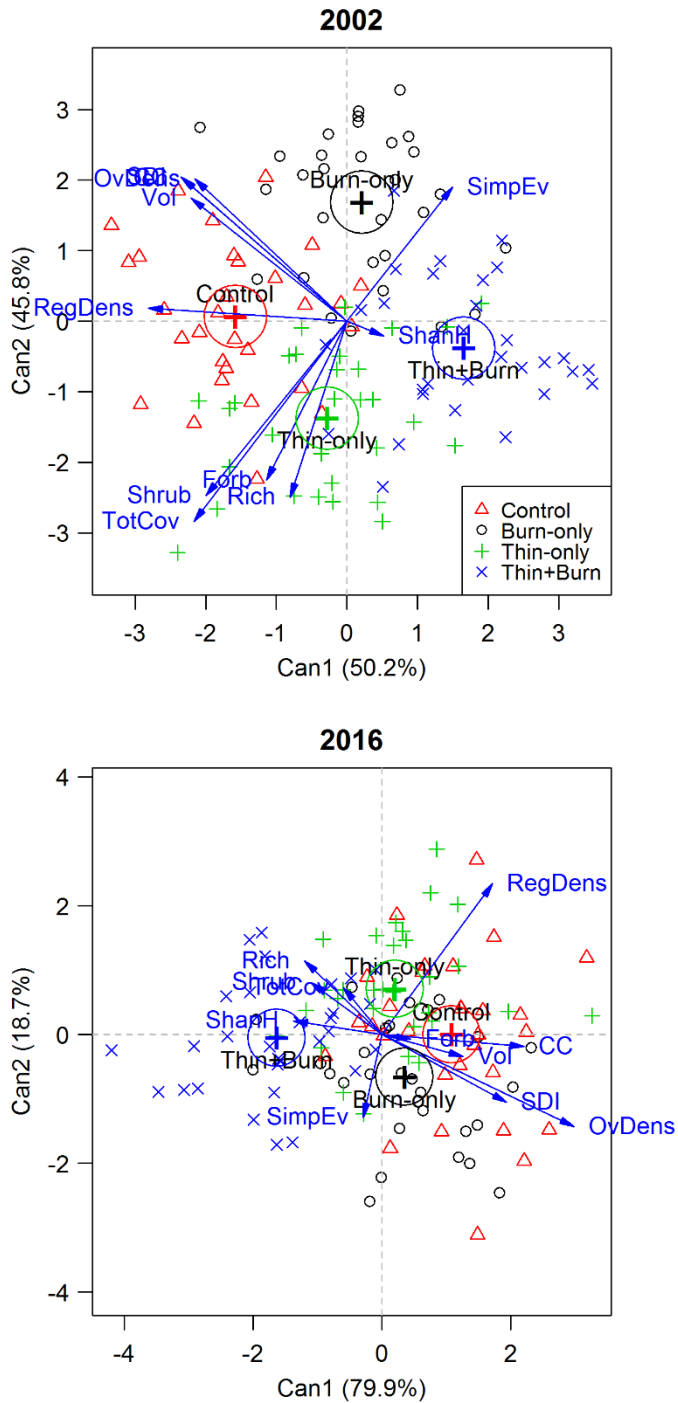 2002
3
2
1
0
-1
-2
-3
Can2 (45.8%)
Burn-only
SimpEv
OvDens
Vol
Control
RegDens
ShanH
Thin+Burn
Thin-only
Forb
Shrub
Rich
TotCov
Control
Burn-only
Thin-only
Thin+Burn
-3 -2 -1 0 1 2 3
Can1 (50.2%)
2016
4
2
0
-2
-4
Can2 (18.7%)
RegDens
Rich
Thin-only
Shrub
TotCov
Control
ShanH
Forb
CC
Thin+Burn
Vol
Burn-only
SDI
SimpEv
OvDens
-4 -2 0 2
Can1 (79.9%)